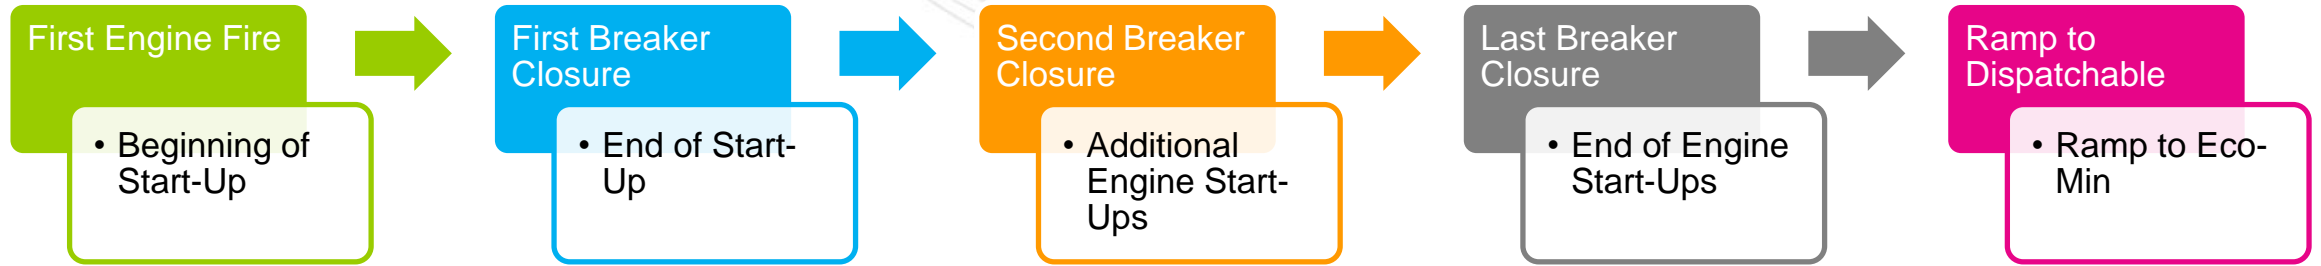 First Engine Fire
• Beginning of
Start-Up
First Breaker
Closure
• End of Start-
Up
Second Breaker
Closure
• Additional
Engine Start-
Ups
Last Breaker
Closure
• End of Engine
Start-Ups
Ramp to
Dispatchable
• Ramp to Eco-
Min